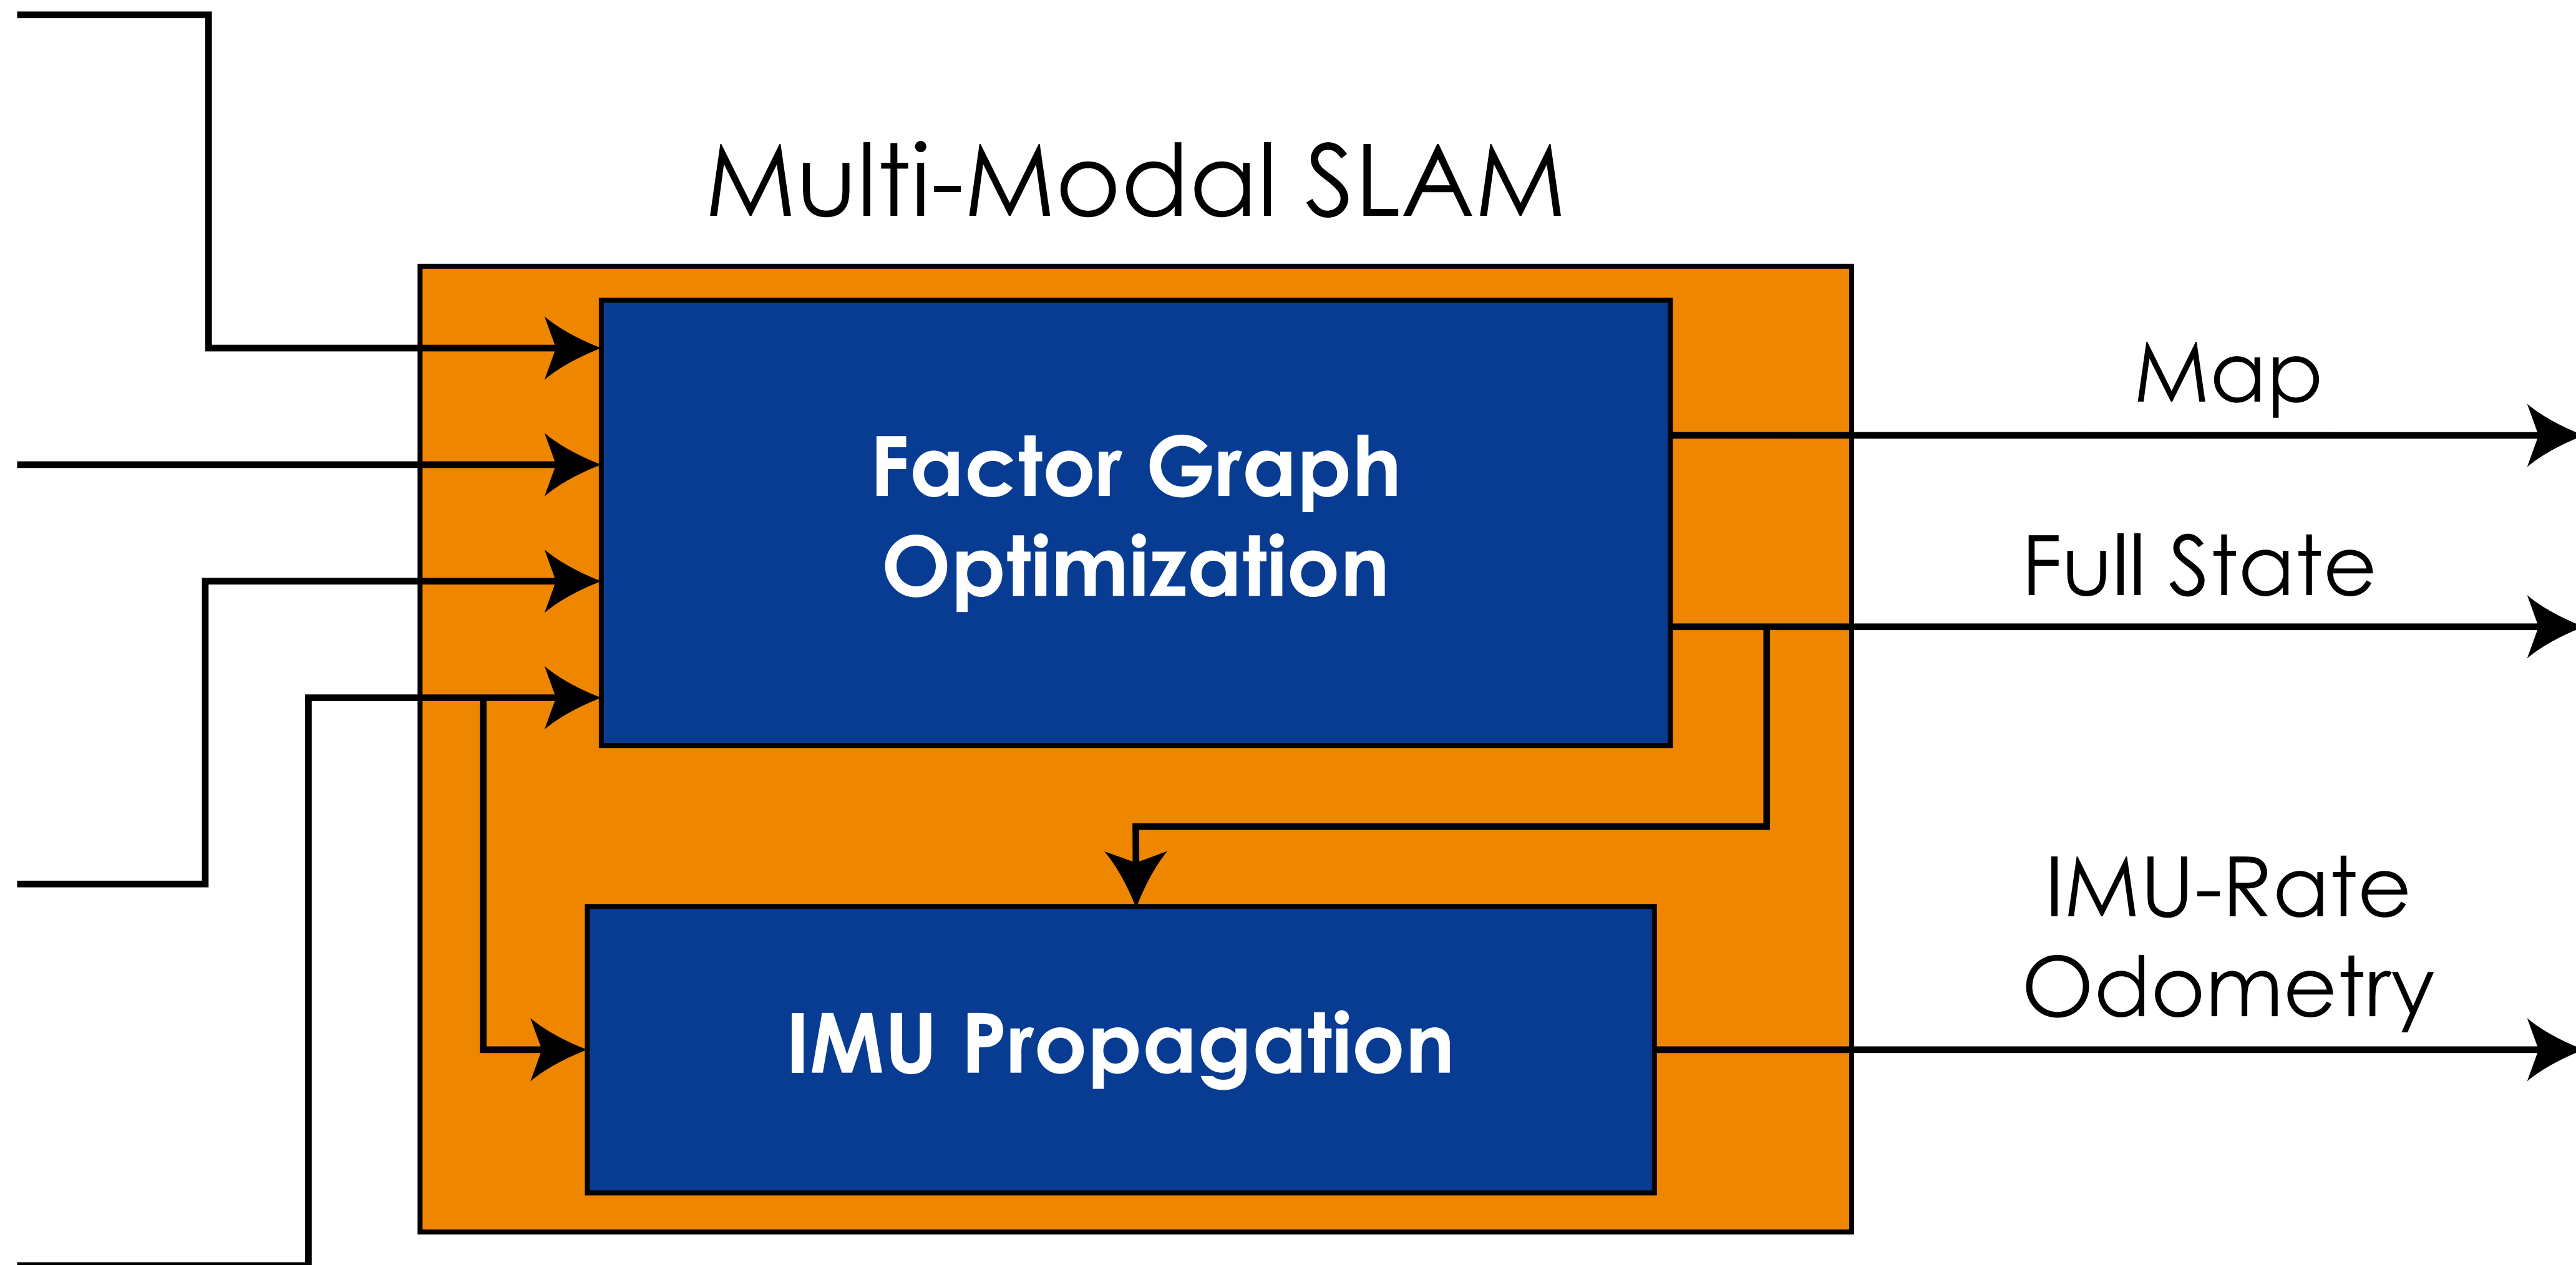 Multi-Modal SLAM
Factor Graph
Optimization
Map
Full State
IMU Propagation
IMU-Rate
Odometry